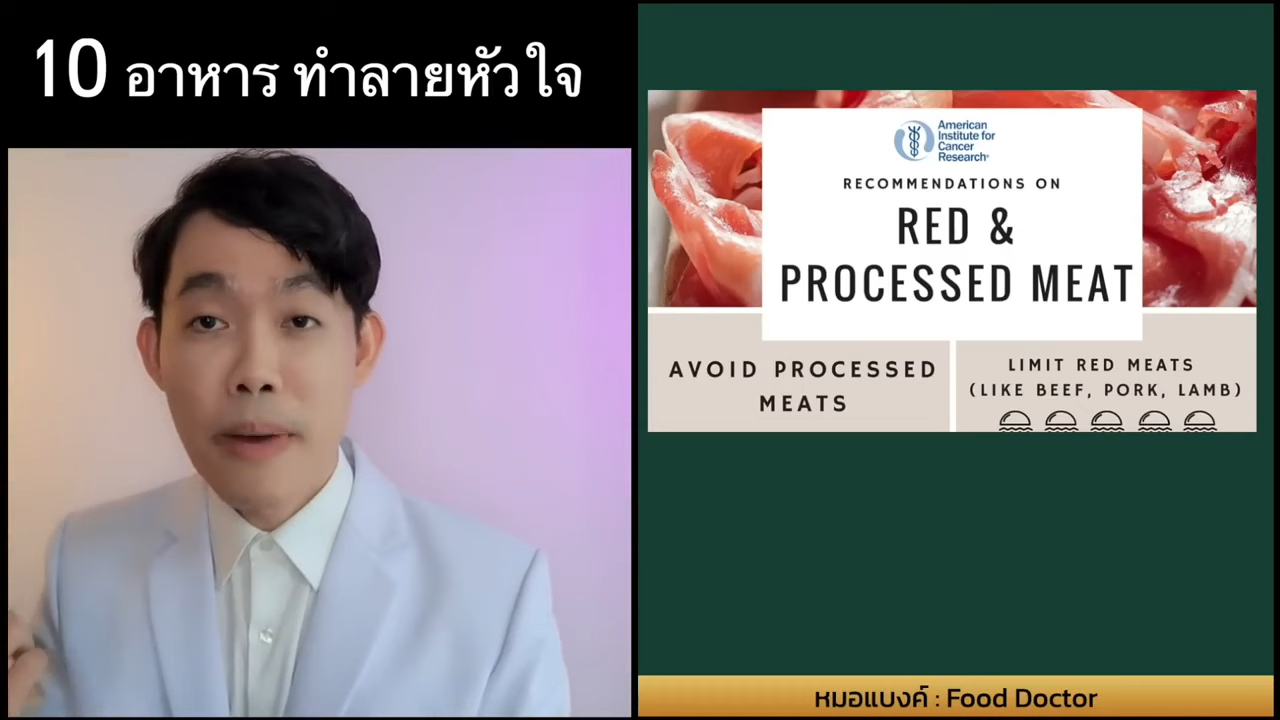 10 อาหาร ทำลายหัวใจ
American
Institute for
Cancer
Research®
RECOMMENDATIONS ON
RED &
PROCESSED MEAT
AVOID PROCESSED
MEATS
LIMIT RED MEATS
(LIKE BEEF, PORK, LAMB)
หมอแบงค์ : Food Doctor